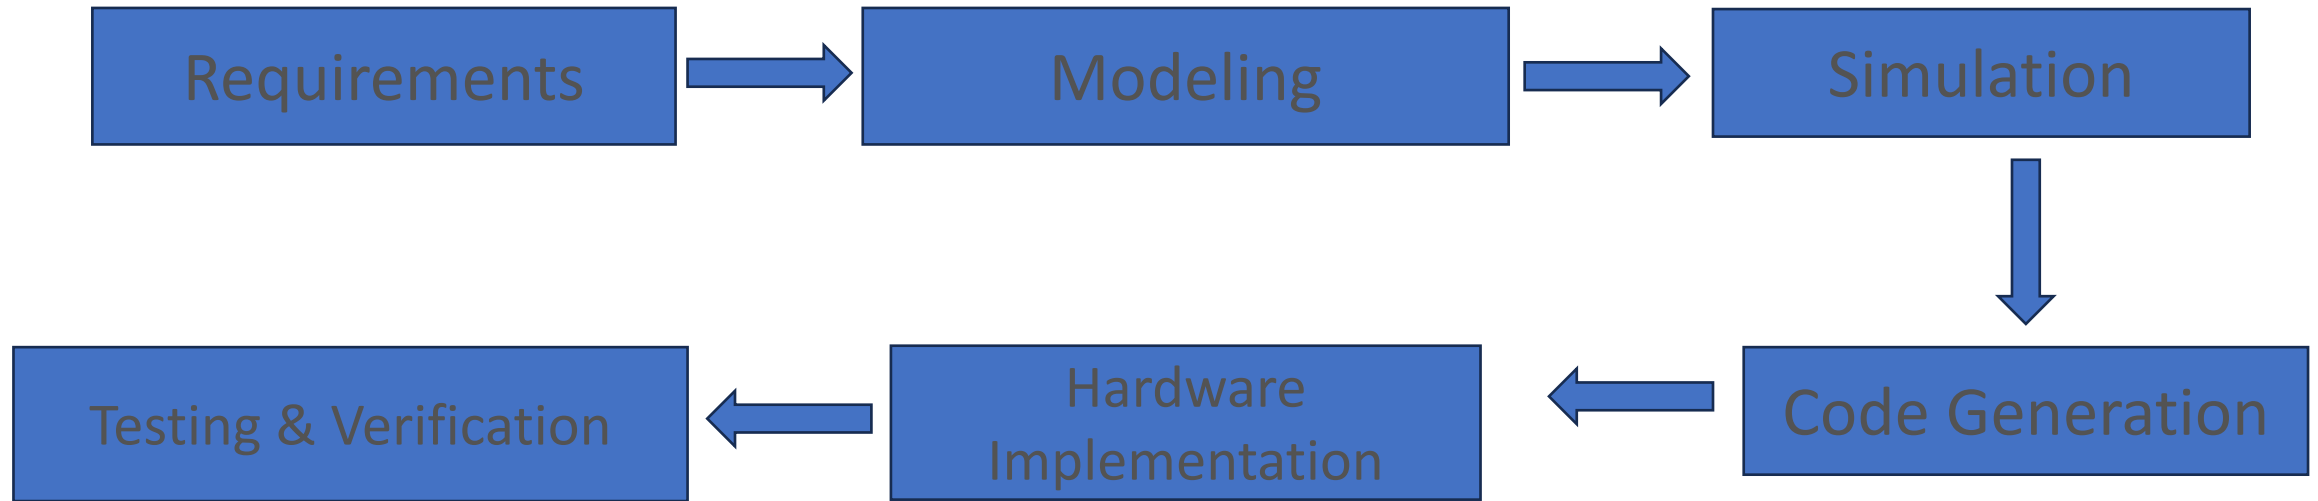 Requirements
Modeling
Simulation
Code Generation
Hardware
Implementation
Testing & Verification